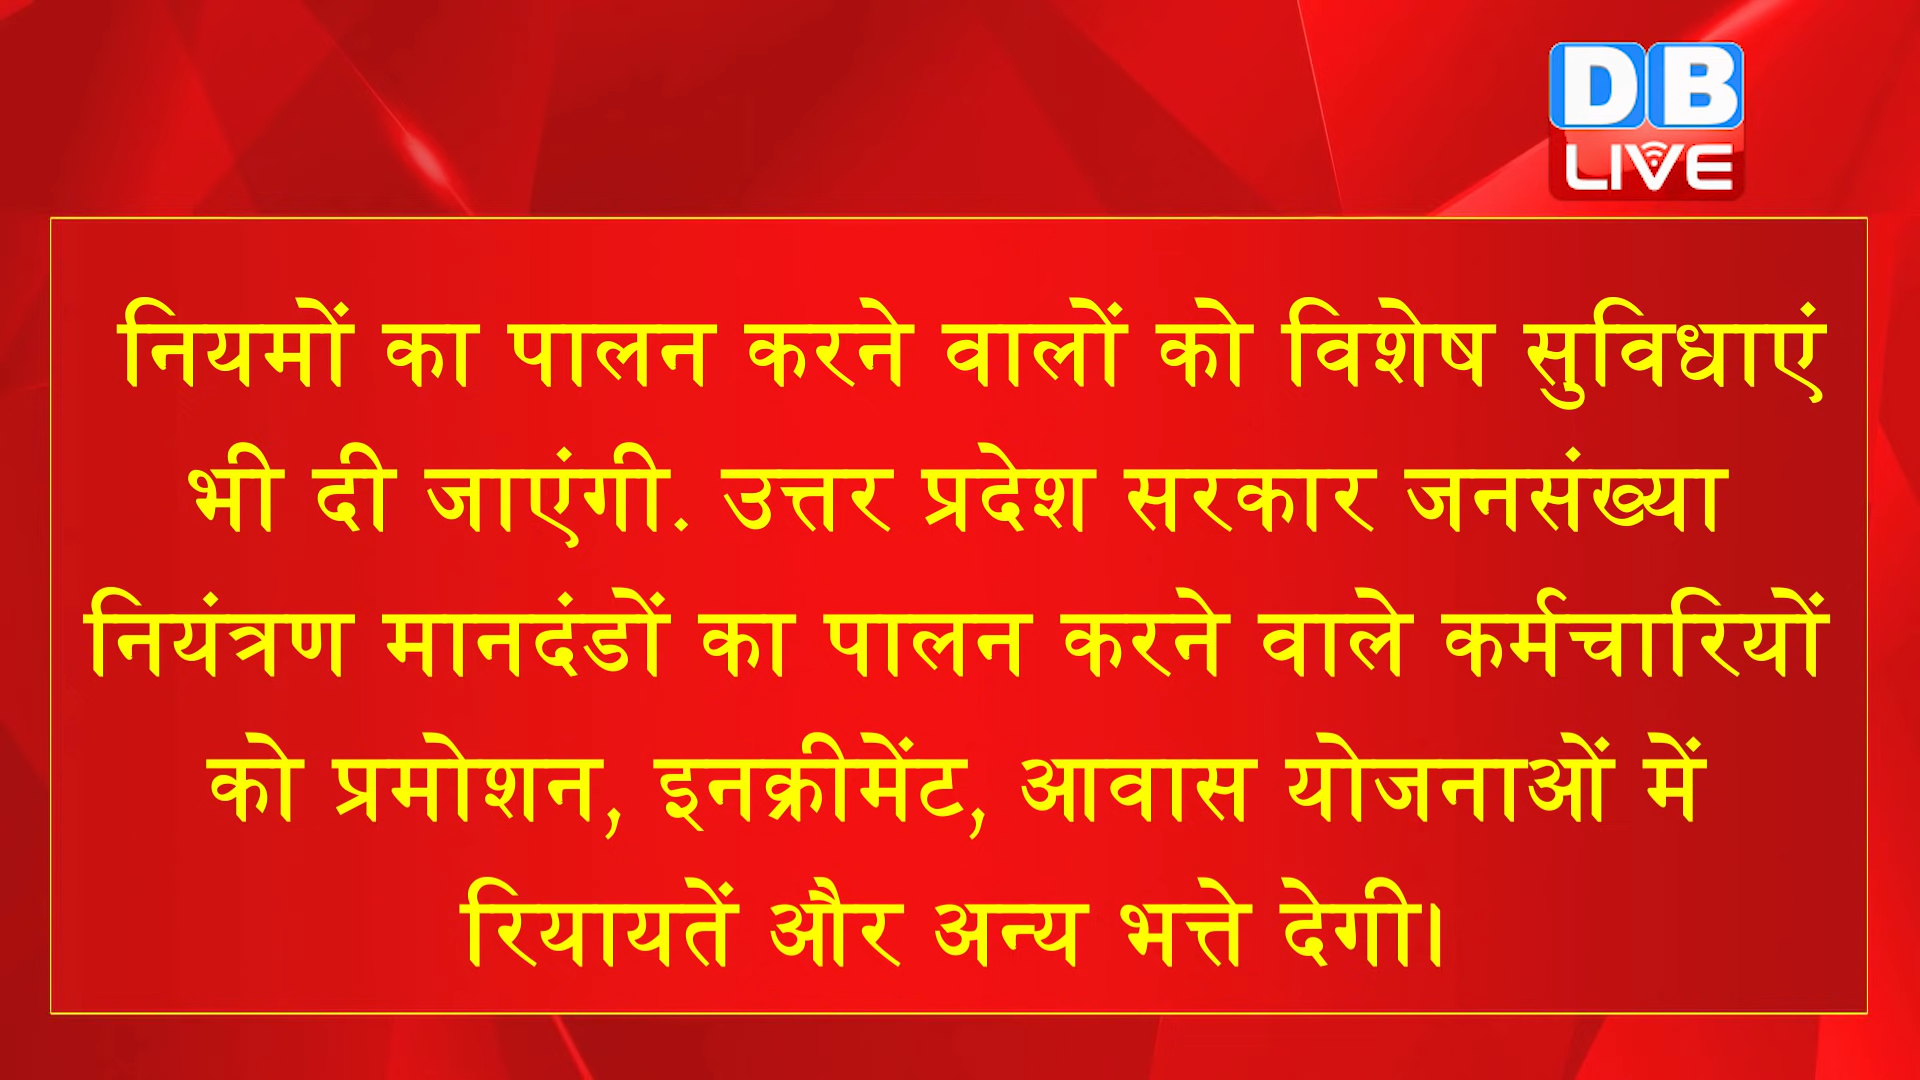 DB
LIVE
नियमों का पालन करने वालों को विशेष सुविधाएं
भी दी जाएंगी. उत्तर प्रदेश सरकार जनसंख्या
नियंत्रण मानदंडों का पालन करने वाले कर्मचारियों
को प्रमोशन, इनक्रीमेंट, आवास योजनाओं में
रियायतें और अन्य भत्ते देगी।